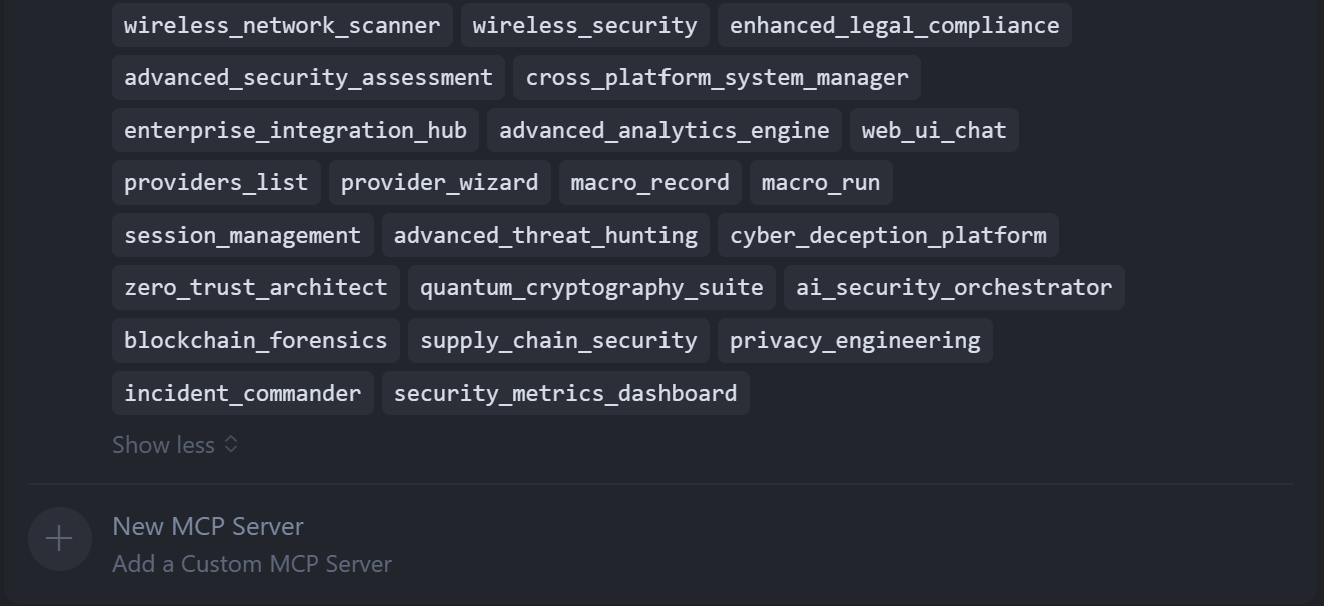 wireless_network_scanner wireless_security enhanced_legal_compliance
advanced_security_assessment cross_platform_system_manager
enterprise_integration_hub advanced_analytics_engine web_ui_chat
providers_list provider_wizard macro_record macro_run
session_management advanced_threat_hunting cyber_deception_platform
zero_trust_architect quantum_cryptography_suite ai_security_orchestrator
blockchain_forensics supply_chain_security privacy_engineering
incident_commander security_metrics_dashboard
Show less
New MCP Server
Add a Custom MCP Server